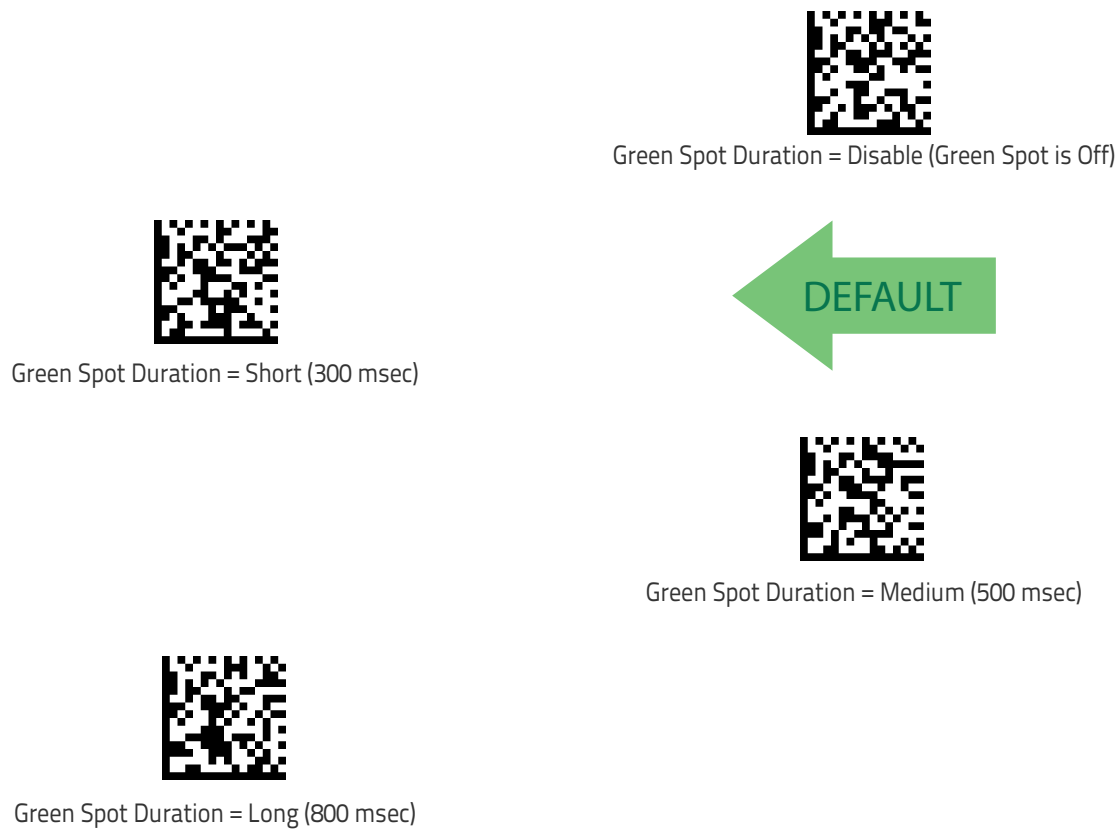 Green Spot Duration = Disable (Green Spot is Off)
DEFAULT
Green Spot Duration = Short (300 msec)
Green Spot Duration = Medium (500 msec)
Green Spot Duration = Long (800 msec)